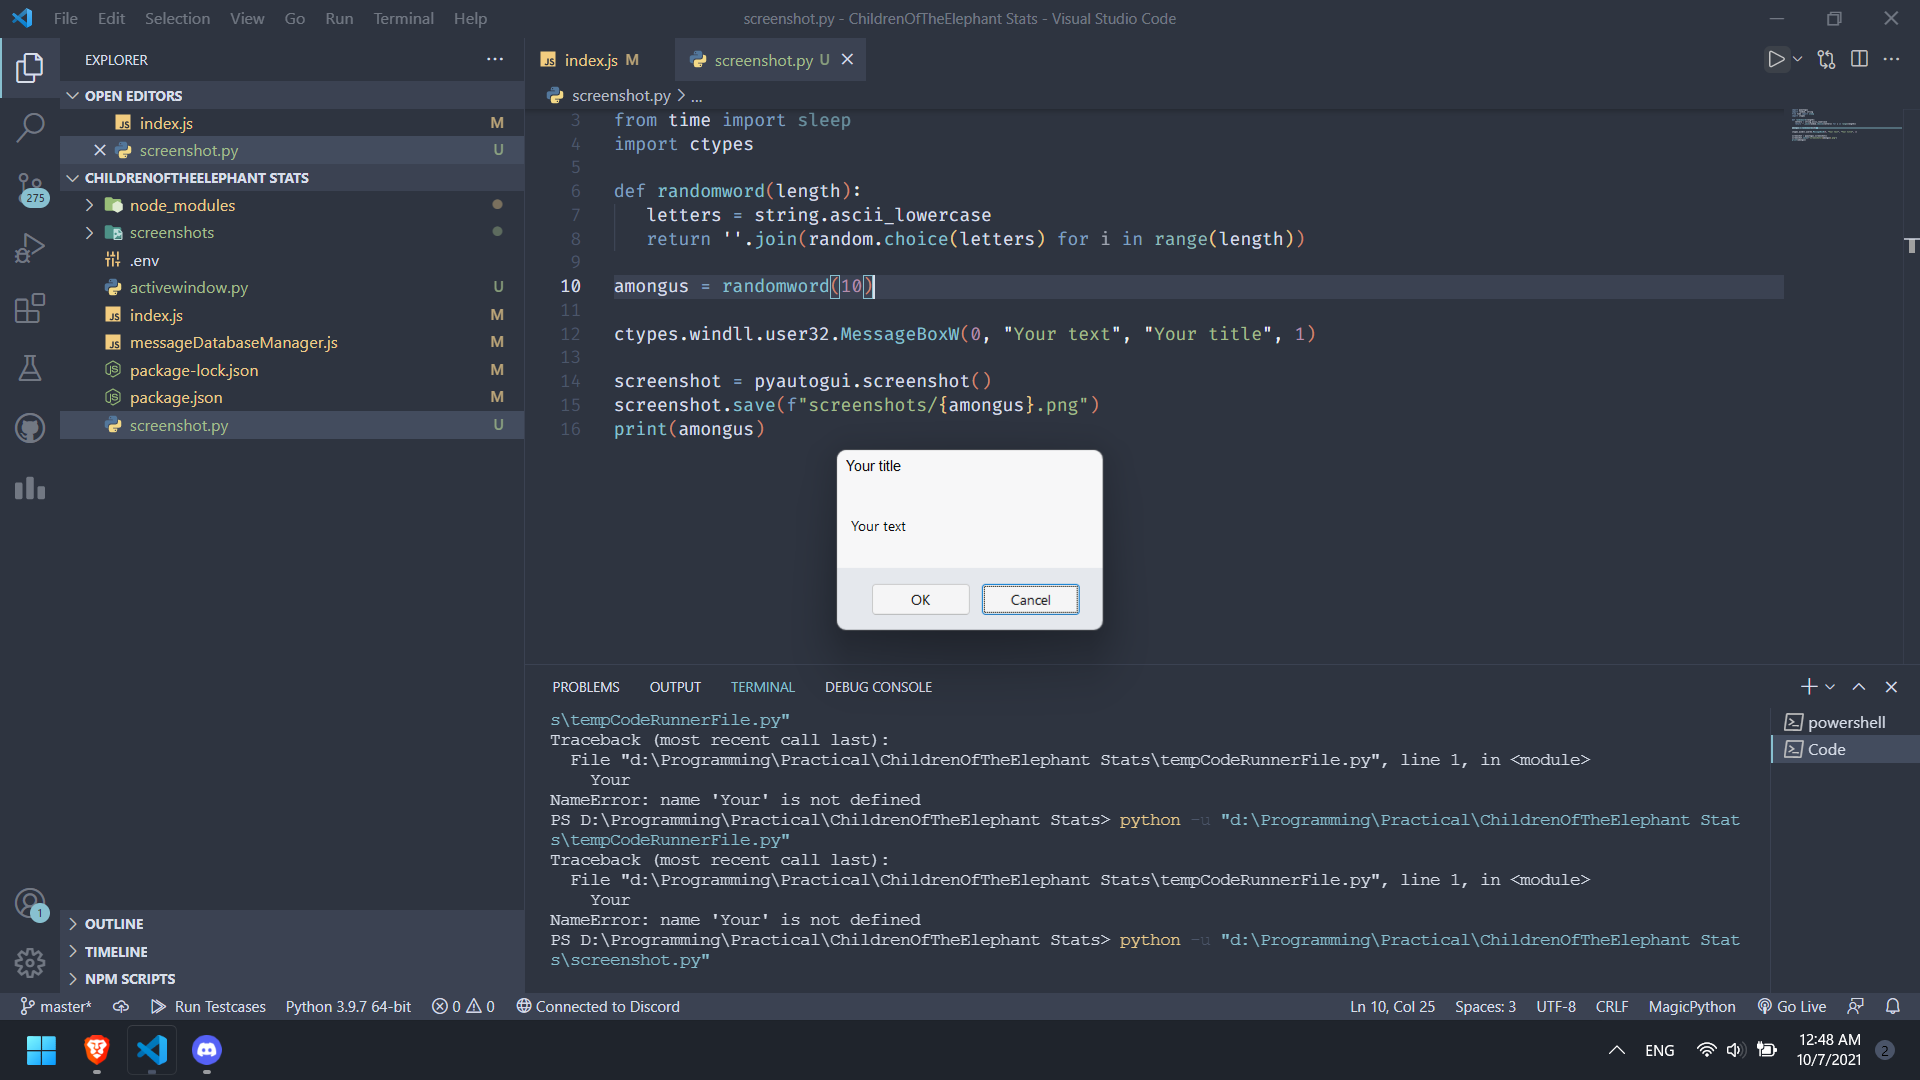 File Edit Selection View Go Run Terminal Help
screenshot.py - ChildrenOfTheElephant Stats - Visual Studio Code
EXPLORER
OPEN EDITORS
index.js M
screenshot.py U
CHILDRENOFTHEELEPHANT STATS
node_modules
screenshots
.env
activewindow.py U
index.js M
messageDatabaseManager.js M
package-lock.json M
package.json M
screenshot.py U
OUTLINE
TIMELINE
NPM SCRIPTS
275
1
index.js M
screenshot.py U
screenshot.py > ...
3 from time import sleep
4 import ctypes
5
6 def randomword(length):
7 letters = string.ascii_lowercase
8 return ''.join(random.choice(letters) for i in range(length))
9
10 amongus = randomword(10)
11
12 ctypes.windll.user32.MessageBoxW(0, "Your text", "Your title", 1)
13
14 screenshot = pyautogui.screenshot()
15 screenshot.save(f"screenshots/{amongus}.png")
16 print(amongus)
Your title
Your text
OK Cancel
PROBLEMS OUTPUT TERMINAL DEBUG CONSOLE
s\tempCodeRunnerFile.py"
Traceback (most recent call last):
File "d:\Programming\Practical\ChildrenOfTheElephant Stats\tempCodeRunnerFile.py", line 1, in <module>
Your
NameError: name 'Your' is not defined
PS D:\Programming\Practical\ChildrenOfTheElephant Stats> python -u "d:\Programming\Practical\ChildrenOfTheElephant Stat
s\tempCodeRunnerFile.py"
Traceback (most recent call last):
File "d:\Programming\Practical\ChildrenOfTheElephant Stats\tempCodeRunnerFile.py", line 1, in <module>
Your
NameError: name 'Your' is not defined
PS D:\Programming\Practical\ChildrenOfTheElephant Stats> python -u "d:\Programming\Practical\ChildrenOfTheElephant Stat
s\screenshot.py"
powershell
Code
master* Run Testcases Python 3.9.7 64-bit 0 0 Connected to Discord
Ln 10, Col 25 Spaces: 3 UTF-8 CRLF MagicPython Go Live
ENG
12:48 AM
10/7/2021
2